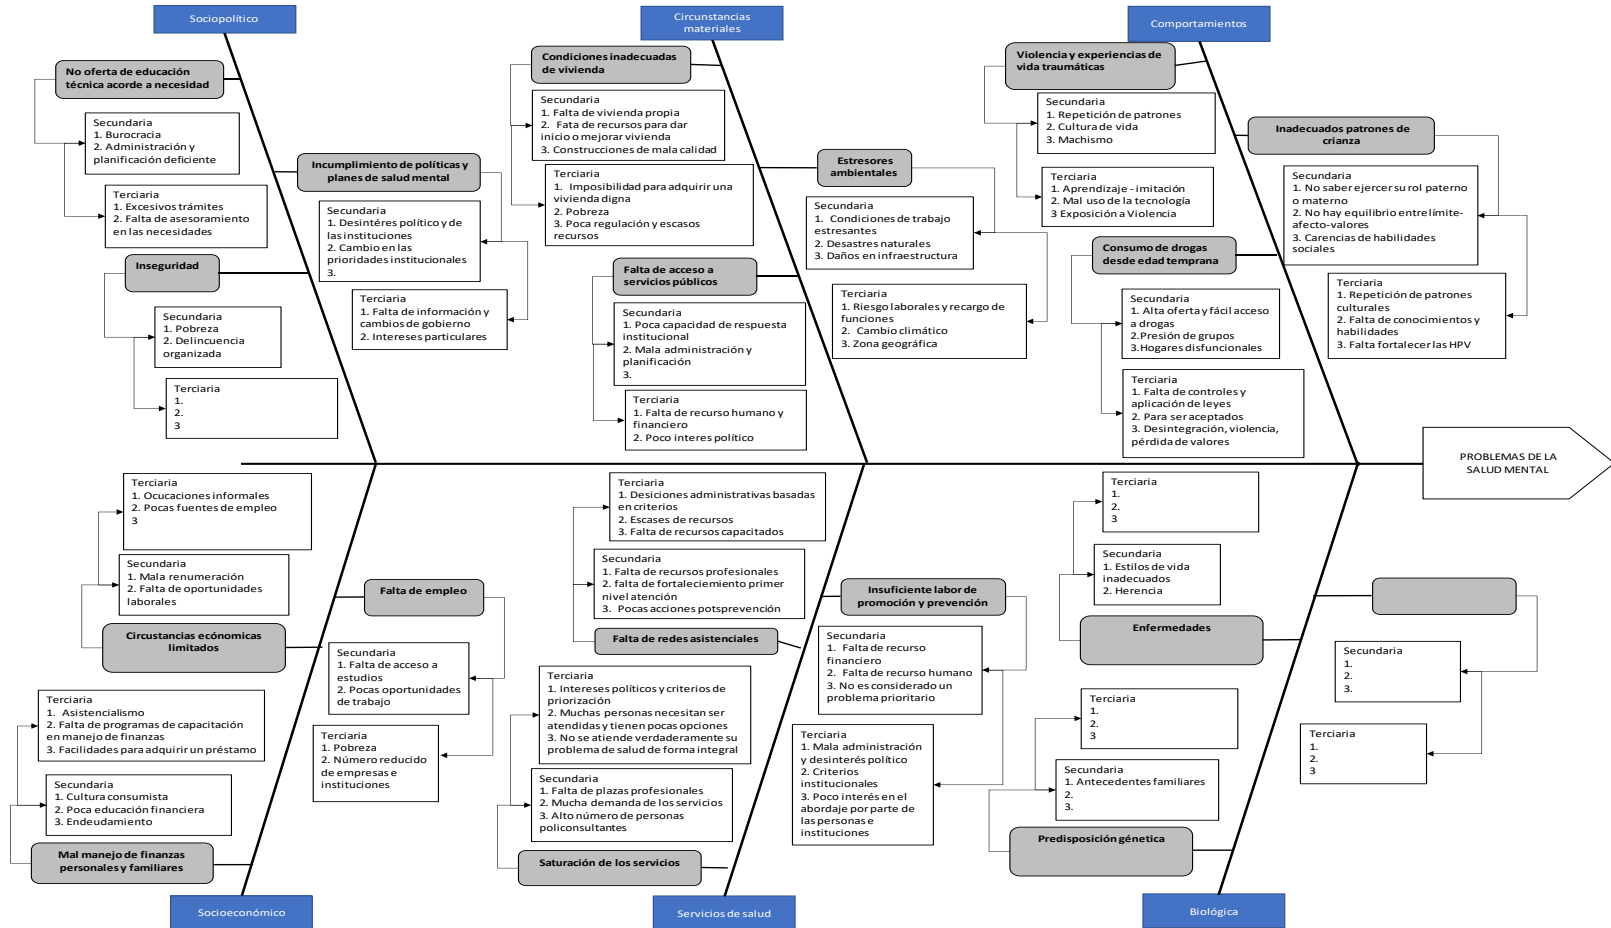 Sociopolítico
No oferta de educación
técnica acorde a necesidad
Secundaria
1. Burocracia
2. Administración y
planificación deficiente
Terciaria
1. Excesivos trámites
2. Falta de asesoramiento
en las necesidades
Incumplimiento de políticas y
planes de salud mental
Secundaria
1. Desintéres político y de
las instituciones
2. Cambio en las
prioridades institucionales
3.
Terciaria
1. Falta de información y
cambios de gobierno
2. Intereses particulares
Inseguridad
Secundaria
1. Pobreza
2. Delincuencia
organizada
Terciaria
1.
2.
3
Circunstancias
materiales
Condiciones inadecuadas
de vivienda
Secundaria
1. Falta de vivienda propia
2. Fata de recursos para dar
inicio o mejorar vivienda
3. Construcciones de mala calidad
Terciaria
1. Imposibilidad para adquirir una
vivienda digna
2. Pobreza
3. Poca regulación y escasos
recursos
Estresores
ambientales
Secundaria
1. Condiciones de trabajo
estresantes
2. Desastres naturales
3. Daños en infraestructura
Terciaria
1. Riesgo laborales y recargo de
funciones
2. Cambio climático
3. Zona geográfica
Falta de acceso a
servicios públicos
Secundaria
1. Poca capacidad de respuesta
institucional
2. Mala administración y
planificación
3.
Terciaria
1. Falta de recurso humano y
financiero
2. Poco interes político
Comportamientos
Violencia y experiencias de
vida traumáticas
Secundaria
1. Repetición de patrones
2. Cultura de vida
3. Machismo
Terciaria
1. Aprendizaje - imitación
2. Mal uso de la tecnología
3 Exposición a Violencia
Inadecuados patrones de
crianza
Secundaria
1. No saber ejercer su rol paterno
o materno
2. No hay equilibrio entre límite-
afecto-valores
3. Carencias de habilidades
sociales
Terciaria
1. Repetición de patrones
culturales
2. Falta de conocimientos y
habilidades
3. Falta fortalecer las HPV
Consumo de drogas
desde edad temprana
Secundaria
1. Alta oferta y fácil acceso
a drogas
2.Presión de grupos
3.Hogares disfuncionales
Terciaria
1. Falta de controles y
aplicación de leyes
2. Para ser aceptados
3. Desintegración, violencia,
pérdida de valores
PROBLEMAS DE LA
SALUD MENTAL
Terciaria
1. Ocucaciones informales
2. Pocas fuentes de empleo
3
Secundaria
1. Mala renumeración
2. Falta de oportunidades
laborales
Circustancias ecónomicas
limitados
Falta de empleo
Secundaria
1. Falta de acceso a
estudios
2. Pocas oportunidades
de trabajo
Terciaria
1. Pobreza
2. Número reducido
de empresas e
instituciones
Terciaria
1. Asistencialismo
2. Falta de programas de capacitación
en manejo de finanzas
3. Facilidades para adquirir un préstamo
Secundaria
1. Cultura consumista
2. Poca educación financiera
3. Endeudamiento
Mal manejo de finanzas
personales y familiares
Socioeconómico
Terciaria
1. Desiciones administrativas basadas
en criterios
2. Escases de recursos
3. Falta de recursos capacitados
Secundaria
1. Falta de recursos profesionales
2. falta de fortaleciemiento primer
nivel atención
3. Pocas acciones potsprevención
Falta de redes asistenciales
Insuficiente labor de
promoción y prevención
Secundaria
1. Falta de recurso
financiero
2. Falta de recurso humano
3. No es considerado un
problema prioritario
Terciaria
1. Mala administración
y desinterés político
2. Criterios
institucionales
3. Poco interés en el
abordaje por parte de
las personas e
instituciones
Terciaria
1. Intereses políticos y criterios de
priorización
2. Muchas personas necesitan ser
atendidas y tienen pocas opciones
3. No se atiende verdaderamente su
problema de salud de forma integral
Secundaria
1. Falta de plazas profesionales
2. Mucha demanda de los servicios
3. Alto número de personas
policonsultantes
Saturación de los servicios
Servicios de salud
Terciaria
1.
2.
3
Secundaria
1. Estilos de vida
inadecuados
2. Herencia
Enfermedades
Secundaria
1.
2.
3.
Terciaria
1.
2.
3
Terciaria
1.
2.
3
Secundaria
1. Antecedentes familiares
2.
3.
Predisposición génetica
Biológica